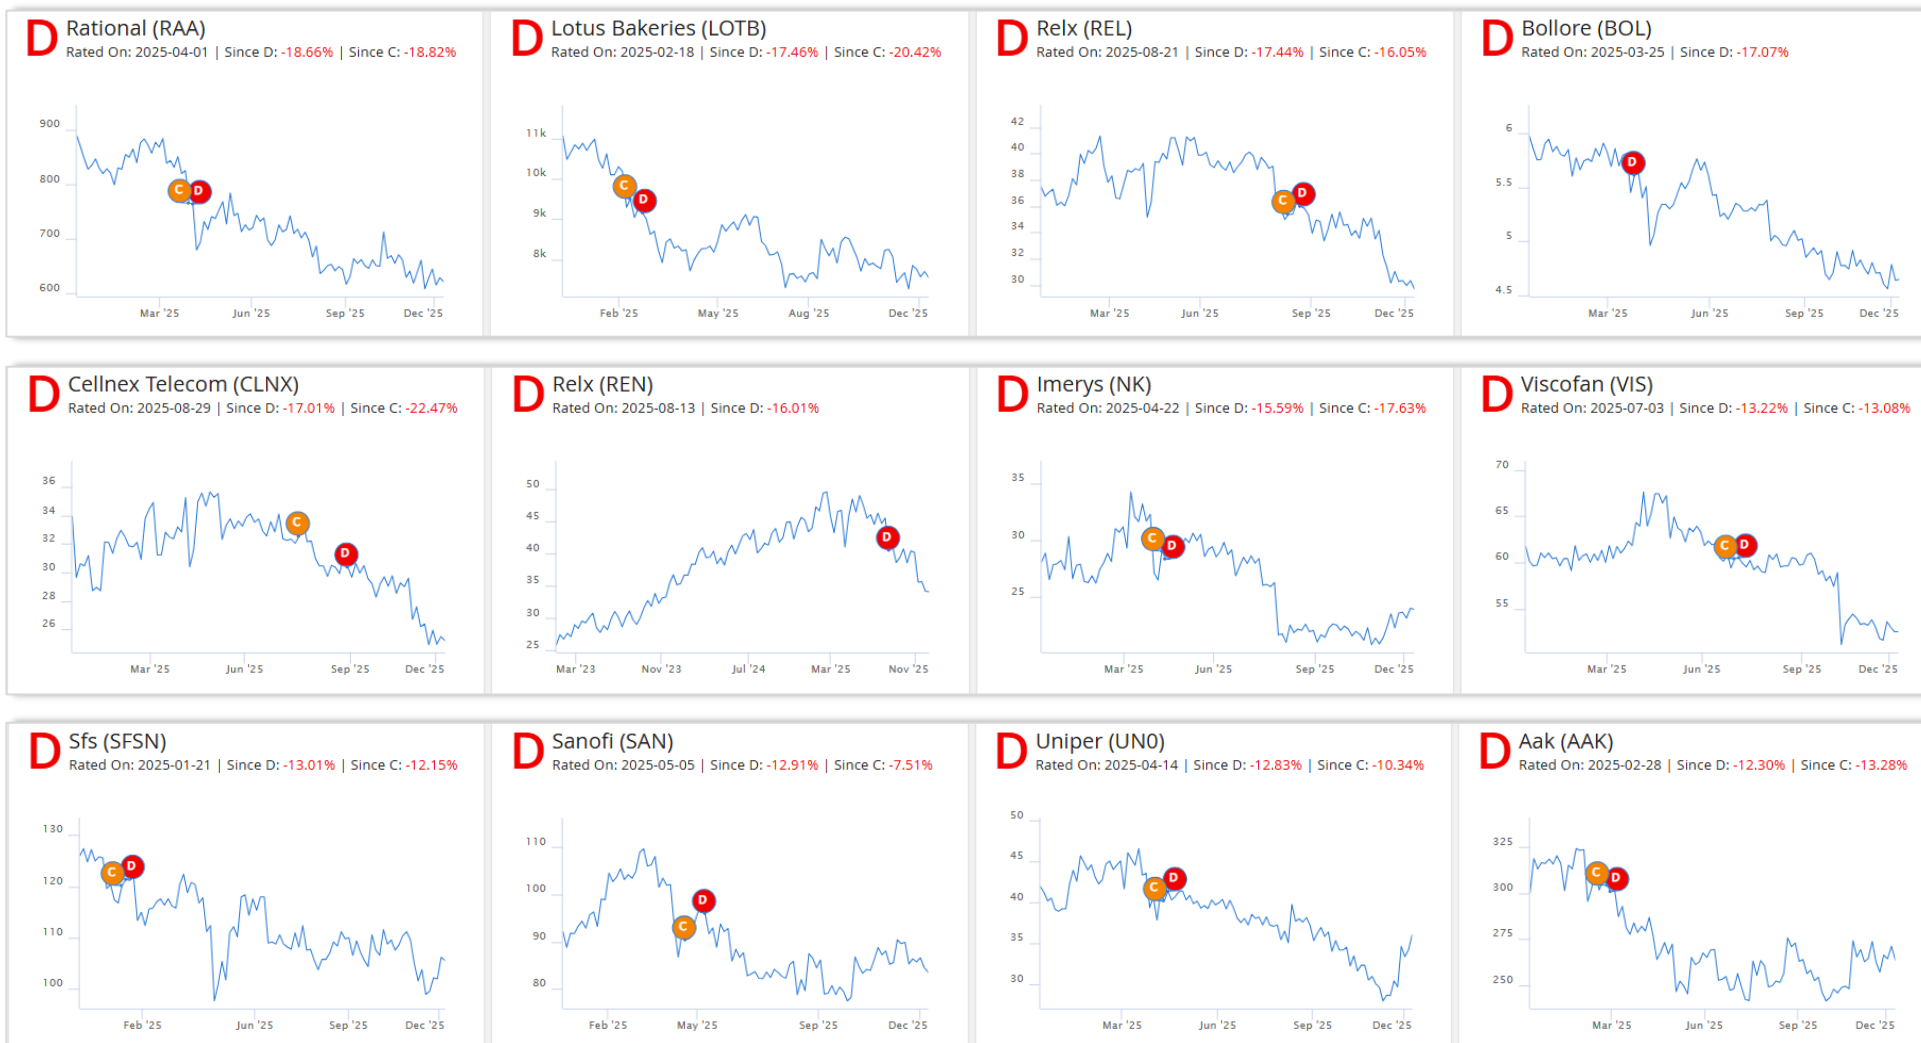 D Rational (RAA)
Rated On: 2025-04-01 | Since D: -18.66% | Since C: -18.82%
900
800
700
600
C D
Mar '25 Jun '25 Sep '25 Dec '25
D Lotus Bakeries (LOTB)
Rated On: 2025-02-18 | Since D: -17.46% | Since C: -20.42%
11k
10k
9k
8k
C D
Feb '25 May '25 Aug '25 Dec '25
D Relx (REL)
Rated On: 2025-08-21 | Since D: -17.44% | Since C: -16.05%
42
40
38
36
34
32
30
C D
Mar '25 Jun '25 Sep '25 Dec '25
D Bollore (BOL)
Rated On: 2025-03-25 | Since D: -17.07%
6
5.5
5
4.5
D
Mar '25 Jun '25 Sep '25 Dec '25
D Cellnex Telecom (CLNX)
Rated On: 2025-08-29 | Since D: -17.01% | Since C: -22.47%
36
34
32
30
28
26
C D
Mar '25 Jun '25 Sep '25 Dec '25
D Relx (REN)
Rated On: 2025-08-13 | Since D: -16.01%
50
45
40
35
30
25
D
Mar '23 Nov '23 Jul '24 Mar '25 Nov '25
D Imerys (NK)
Rated On: 2025-04-22 | Since D: -15.59% | Since C: -17.63%
35
30
25
C D
Mar '25 Jun '25 Sep '25 Dec '25
D Viscofan (VIS)
Rated On: 2025-07-03 | Since D: -13.22% | Since C: -13.08%
70
65
60
55
C D
Mar '25 Jun '25 Sep '25 Dec '25
D Sfs (SFSN)
Rated On: 2025-01-21 | Since D: -13.01% | Since C: -12.15%
130
120
110
100
C D
Feb '25 Jun '25 Sep '25 Dec '25
D Sanofi (SAN)
Rated On: 2025-05-05 | Since D: -12.91% | Since C: -7.51%
110
100
90
80
C D
Feb '25 May '25 Sep '25 Dec '25
D Uniper (UN0)
Rated On: 2025-04-14 | Since D: -12.83% | Since C: -10.34%
50
45
40
35
30
C D
Mar '25 Jun '25 Sep '25 Dec '25
D Aak (AAK)
Rated On: 2025-02-28 | Since D: -12.30% | Since C: -13.28%
325
300
275
250
C D
Mar '25 Jun '25 Sep '25 Dec '25